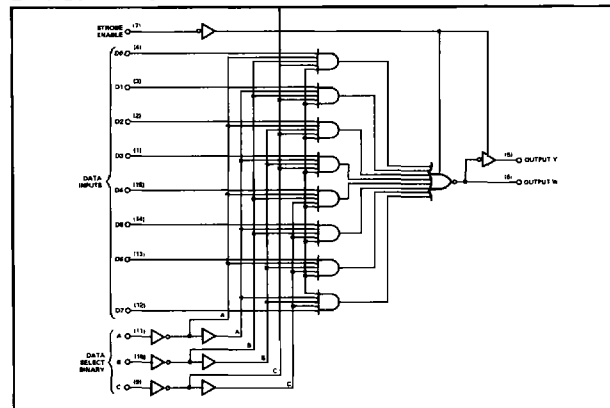 STROBE (7)
ENABLE
D0 (4)
D1 (3)
D2 (2)
D3 (1)
D4 (15)
D5 (14)
D6 (13)
D7 (12)
DATA
INPUTS
(5) OUTPUT Y
(6) OUTPUT W
A (11)
B (10)
C (9)
DATA
SELECT
BINARY
A
A
B
B
C
C